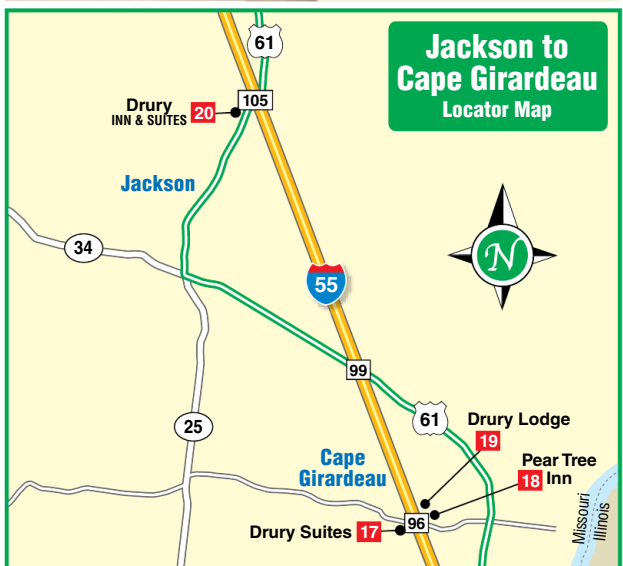 Jackson to
Cape Girardeau
Locator Map
61
105
Drury
INN & SUITES
20
Jackson
N
34
55
99
61
Drury Lodge
19
25
Cape
Girardeau
Pear Tree
18 Inn
96
Drury Suites 17
Missouri
Illinois